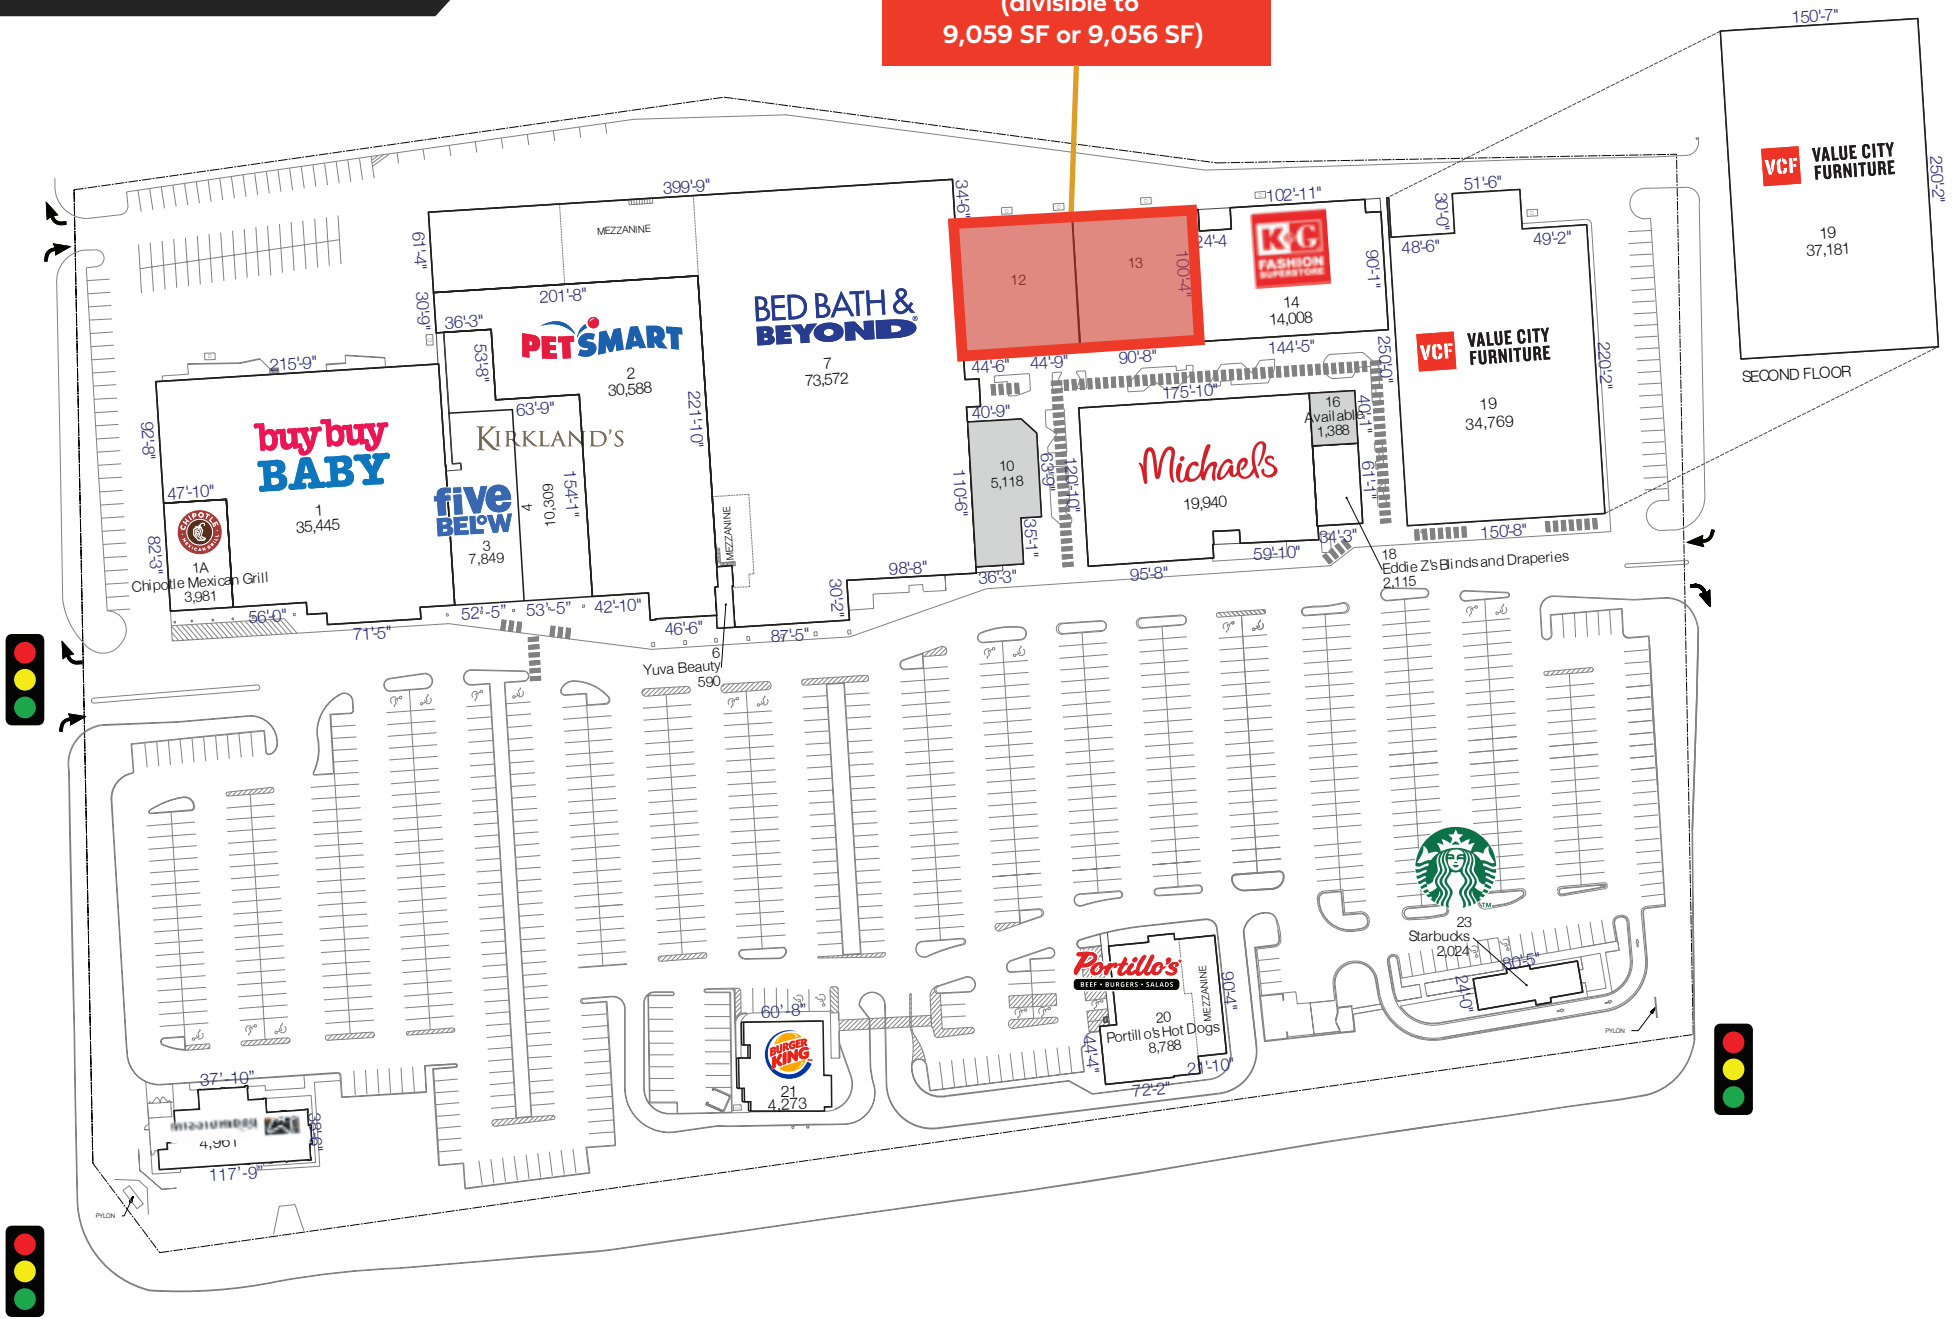 (divisible to
9,059 SF or 9,056 SF)
150'-7"
VCF VALUE CITY
FURNITURE
19
37,181
250'-2"
SECOND FLOOR
399'-9"
34'-6"
MEZZANINE
61'-4"
30'-9"
201'-8"
36'-3"
53'-8"
PETSMART
2
30,588
63'-9"
221'-10"
BED BATH &
BEYOND®
7
73,572
12
13
100'-4"
24'-4
102'-11"
K&G
FASHION
SUPERSTORE
14
14,008
90'-1"
144'-5"
51'-6"
30'-0"
48'-6"
49'-2"
VCF VALUE CITY
FURNITURE
19
34,769
250'-0"
220'-2"
150'-8"
44'-6"
44'-9"
90'-8"
175'-10"
40'-9"
10
5,118
110'-6"
63'-9"
35'-1"
36'-3"
120'-10"
Michaels
19,940
16
Available
1,388
40'-1"
61'-1"
34'-3"
59'-10"
95'-8"
18
Eddie Z's Blinds and Draperies
2,115
215'-9"
92'-8"
buybuy
BABY
1
35,445
47'-10"
CHIPOTLE
MEXICAN GRILL
82'-3"
1A
Chipotle Mexican Grill
3,981
56'-0"
71'-5"
KIRKLAND'S
4
10,309
154'-1"
five
BELOW
3
7,849
52'-5"
53'-5"
42'-10"
46'-6"
87'-5"
MEZZANINE
30'-2"
98'-8"
6
Yuva Beauty
590
TM
23
Starbucks
2,024
80'-5"
24'-0"
PYLON
Portillo's
BEEF • BURGERS • SALADS
MEZZANINE
90'-4"
20
Portillo's Hot Dogs
8,788
44'-4"
21'-10"
72'-2"
60'-8"
BURGER
KING
21
4,273
37'-10"
4,961
117'-9"
PYLON